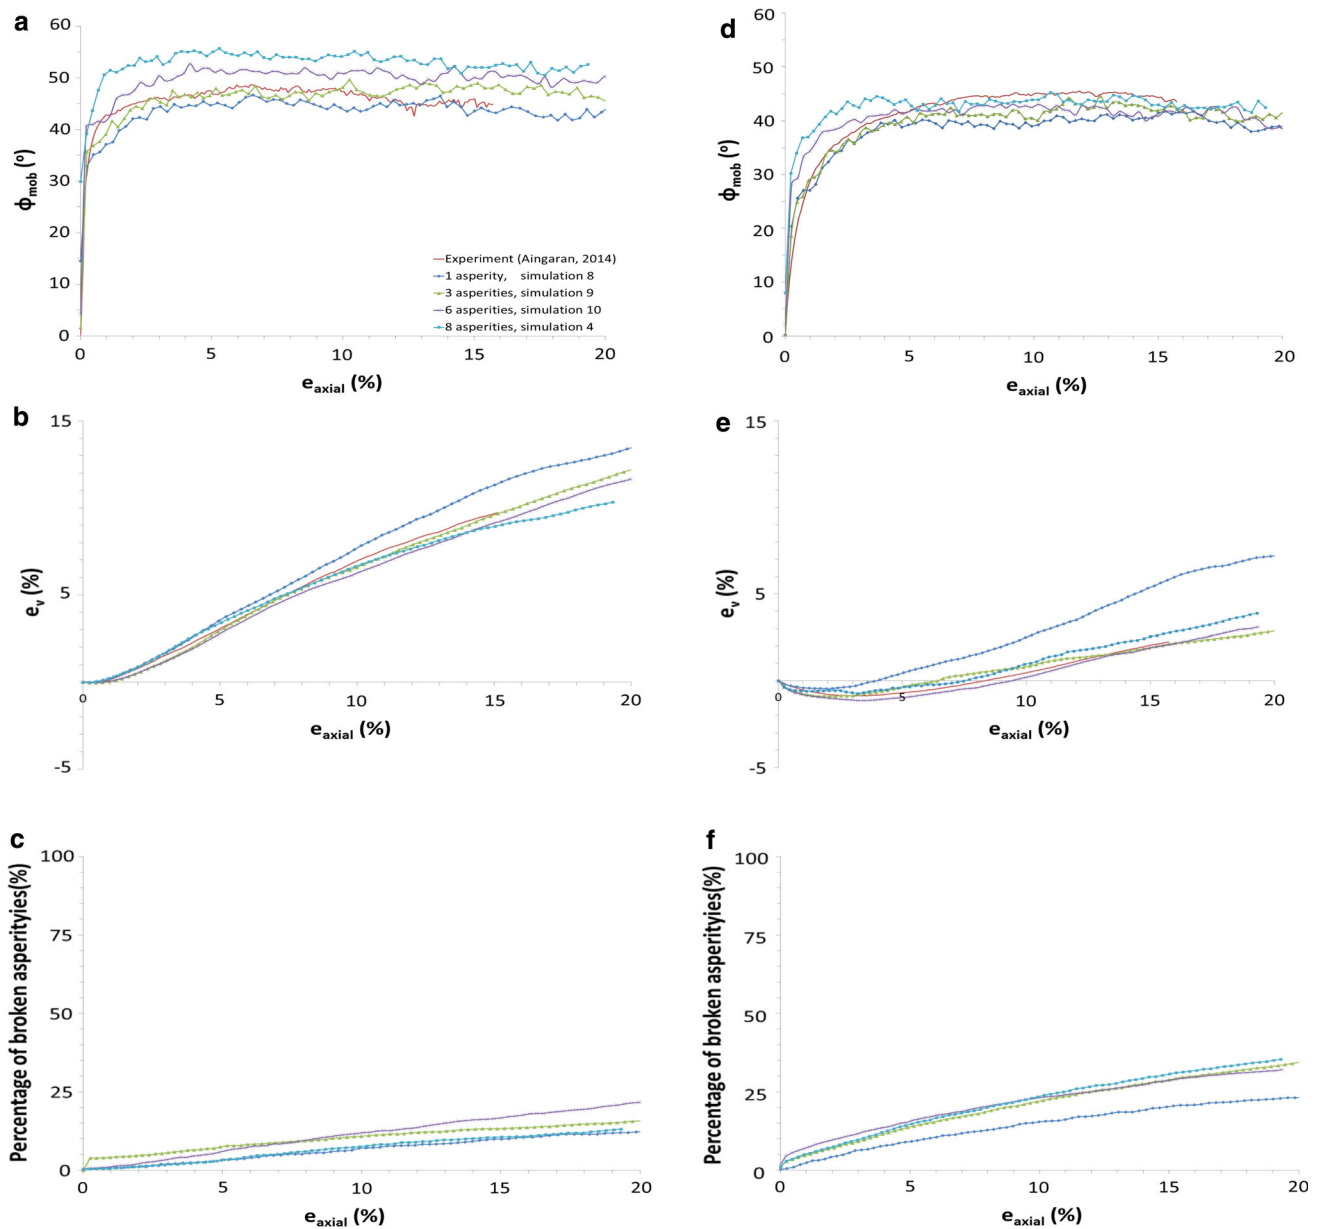 a
60
50
40
30
20
10
0
ϕmob (º)
Experiment (Aingaran, 2014)
1 asperity, simulation 8
3 asperities, simulation 9
6 asperities, simulation 10
8 asperities, simulation 4
0 5 10 15 20
eaxial (%)
d
60
50
40
30
20
10
0
ϕmob (º)
0 5 10 15 20
eaxial (%)
b
15
5
-5
ev (%)
0 5 10 15 20
eaxial (%)
e
15
5
-5
ev (%)
0 5 10 15 20
eaxial (%)
c
100
75
50
25
0
Percentage of broken asperityies(%)
0 5 10 15 20
eaxial (%)
f
100
75
50
25
0
Percentage of broken asperityies(%)
0 5 10 15 20
eaxial (%)